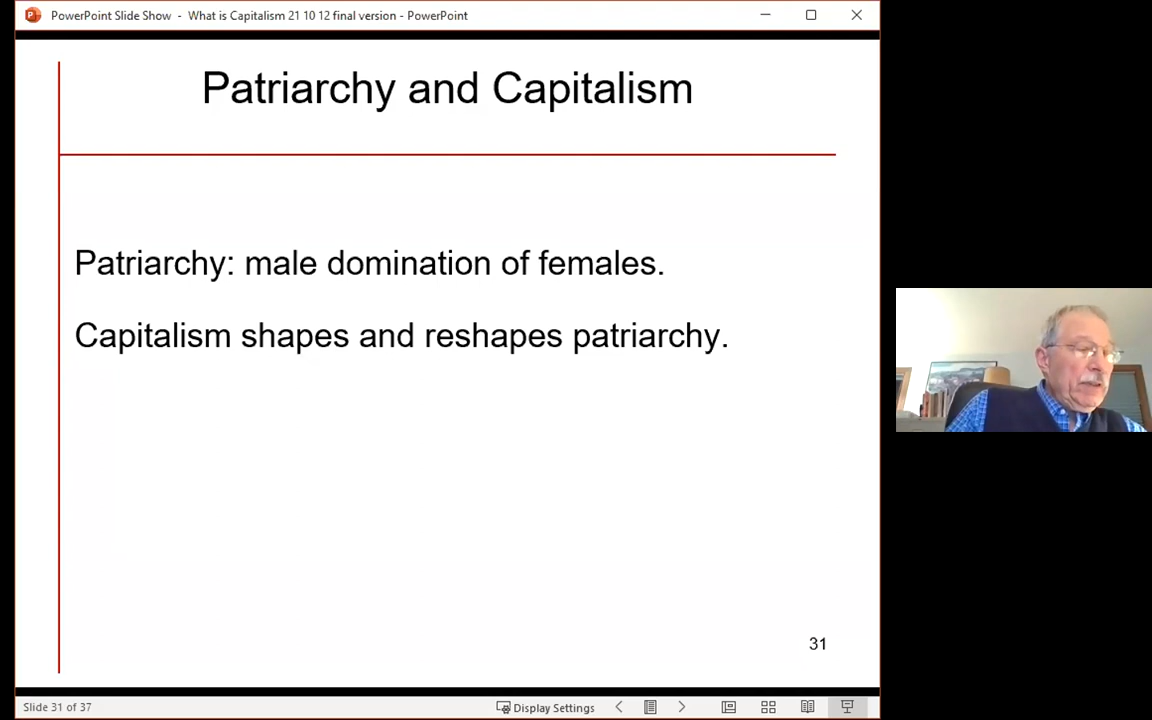 PowerPoint Slide Show - What is Capitalism 21 10 12 final version - PowerPoint
Patriarchy and Capitalism
Patriarchy: male domination of females.
Capitalism shapes and reshapes patriarchy.
31
Slide 31 of 37
Display Settings